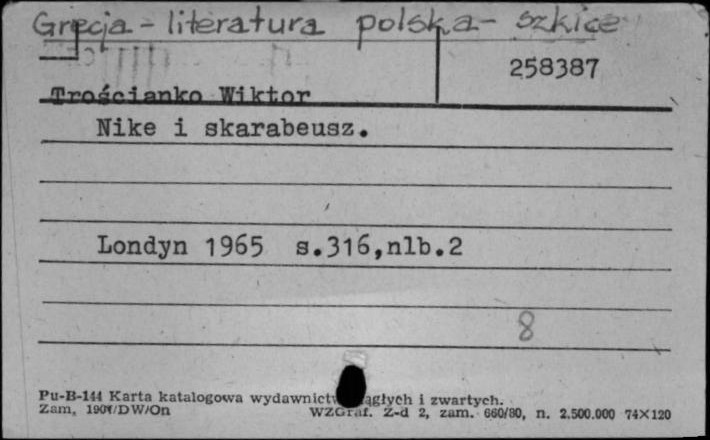 Grecja - literatura polska - szkice
258387
Trościanko Wiktor
Nike i skarabeusz.
Londyn 1965 s.316,nlb.2
8
Pu-B-144 Karta katalogowa wydawnictw ciągłych i zwartych.
Zam, DW/On WZGraf. Z-d 2, zam. 660/80, n. 2.500.000 74X120